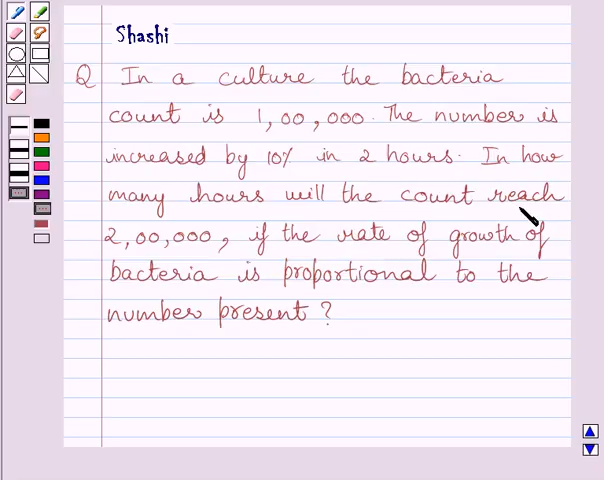 Shashi
Q In a culture the bacteria
count is 1,00,000. The number is
increased by 10% in 2 hours. In how
many hours will the count reach
2,00,000, if the rate of growth of
bacteria is proportional to the
number present?